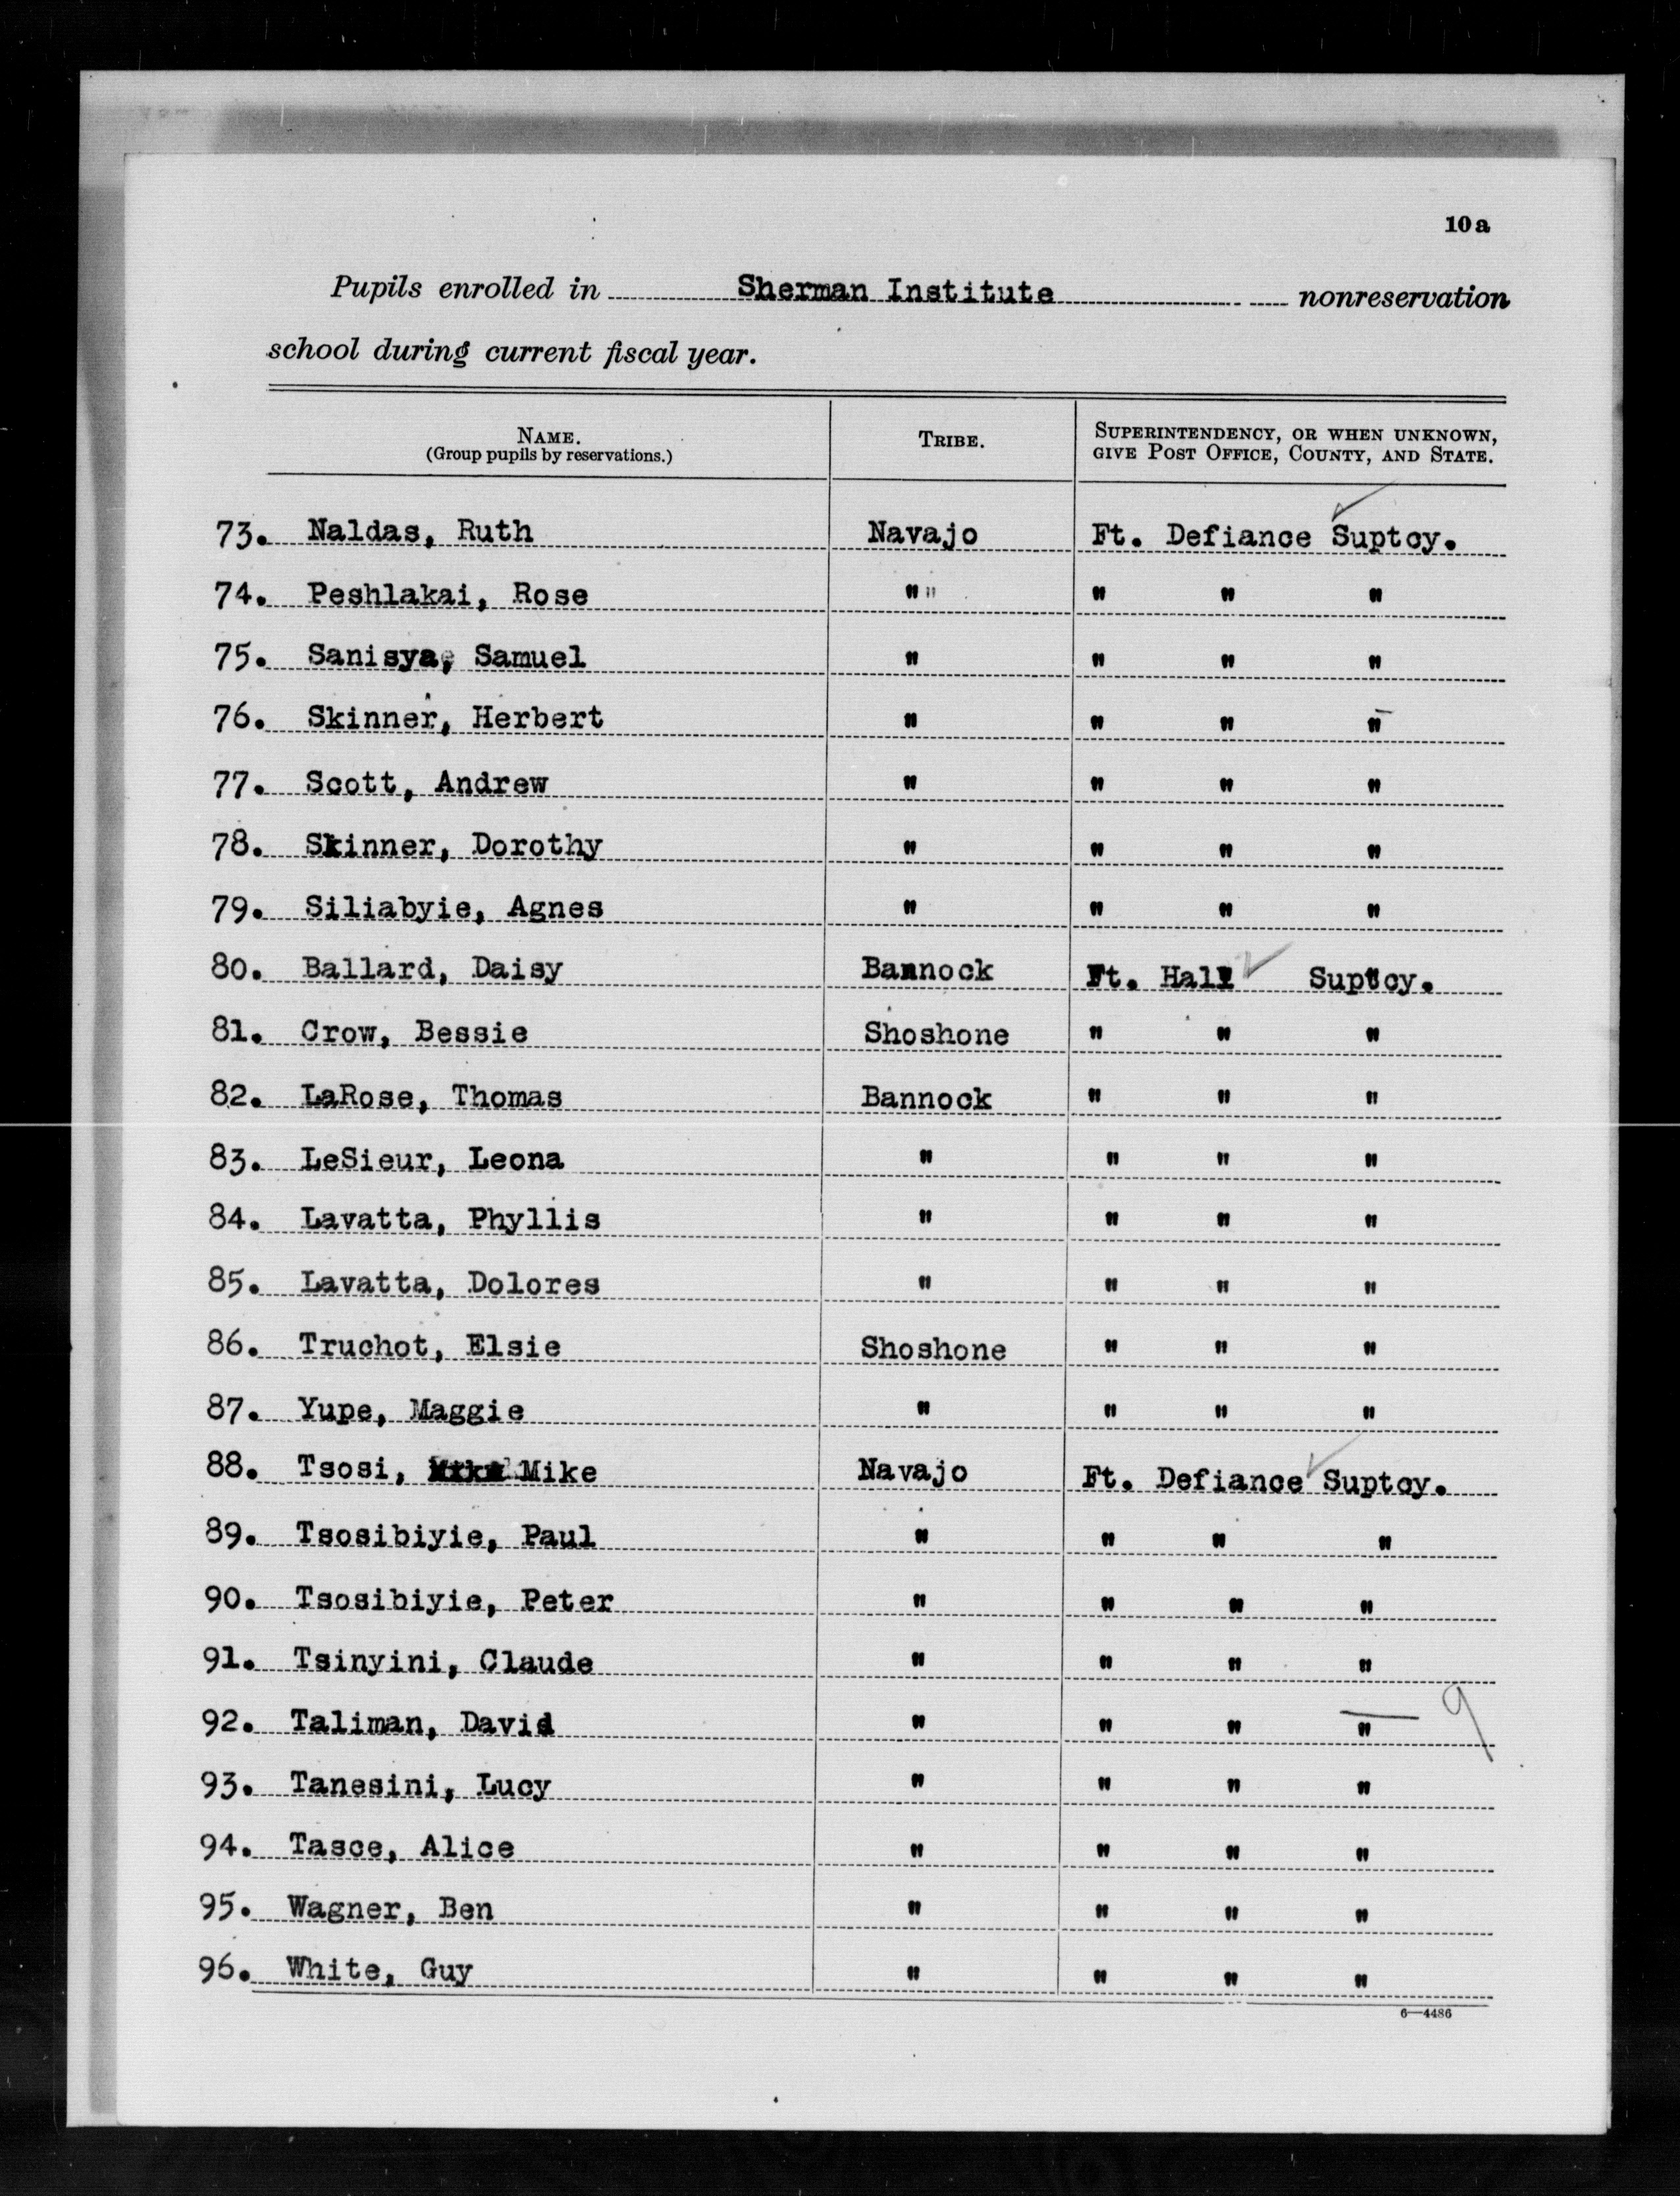 10a
Pupils enrolled in Sherman Institute nonreservation
school during current fiscal year.
NAME. (Group pupils by reservations.) TRIBE. SUPERINTENDENCY, OR WHEN UNKNOWN, GIVE POST OFFICE, COUNTY, AND STATE.
73. Naldas, Ruth Navajo Ft. Defiance Suptcy.
74. Peshlakai, Rose " " " " "
75. Sanisya, Samuel " " " "
76. Skinner, Herbert " " " "
77. Scott, Andrew " " " "
78. Skinner, Dorothy " " " "
79. Siliabyie, Agnes " " " "
80. Ballard, Daisy Bannock Ft. Hall Suptcy.
81. Crow, Bessie Shoshone " " "
82. LaRose, Thomas Bannock " " "
83. LeSieur, Leona " " " "
84. Lavatta, Phyllis " " " "
85. Lavatta, Dolores " " " "
86. Truchot, Elsie Shoshone " " "
87. Yupe, Maggie " " " "
88. Tsosi, Mike Navajo Ft. Defiance Suptcy.
89. Tsosibiyie, Paul " " " "
90. Tsosibiyie, Peter " " " "
91. Tsinyini, Claude " " " "
92. Taliman, David " " " " 9
93. Tanesini, Lucy " " " "
94. Tasce, Alice " " " "
95. Wagner, Ben " " " "
96. White, Guy " " " "
6—4486